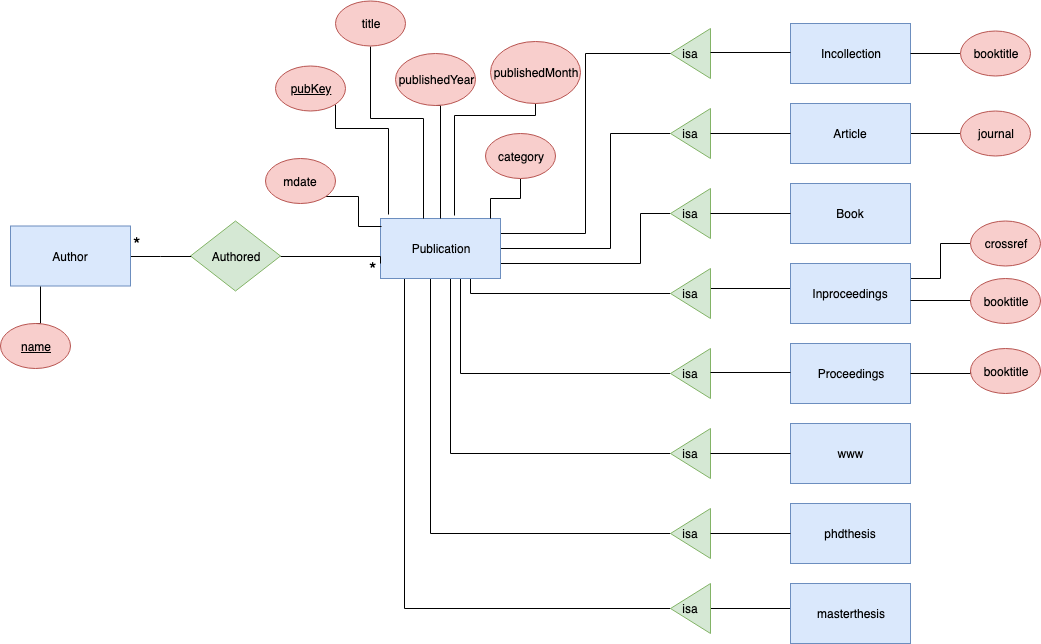 title
isa
Incollection
booktitle
publishedYear
publishedMonth
pubKey
isa
Article
journal
category
mdate
isa
Book
*
Author
Authored
*
Publication
crossref
isa
Inproceedings
booktitle
name
isa
Proceedings
booktitle
isa
www
isa
phdthesis
isa
masterthesis